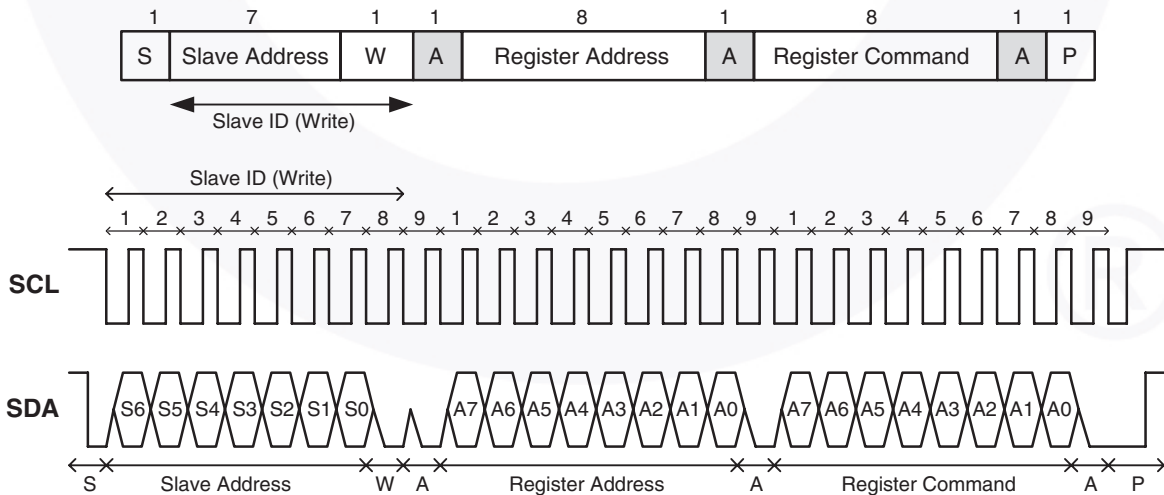 1 7 1 1 8 1 8 1 1
S Slave Address W A Register Address A Register Command A P
Slave ID (Write)
Slave ID (Write)
1 2 3 4 5 6 7 8 9 1 2 3 4 5 6 7 8 9 1 2 3 4 5 6 7 8 9
SCL
SDA S6 S5 S4 S3 S2 S1 S0 A7 A6 A5 A4 A3 A2 A1 A0 A7 A6 A5 A4 A3 A2 A1 A0
S Slave Address W A Register Address A Register Command A P
®